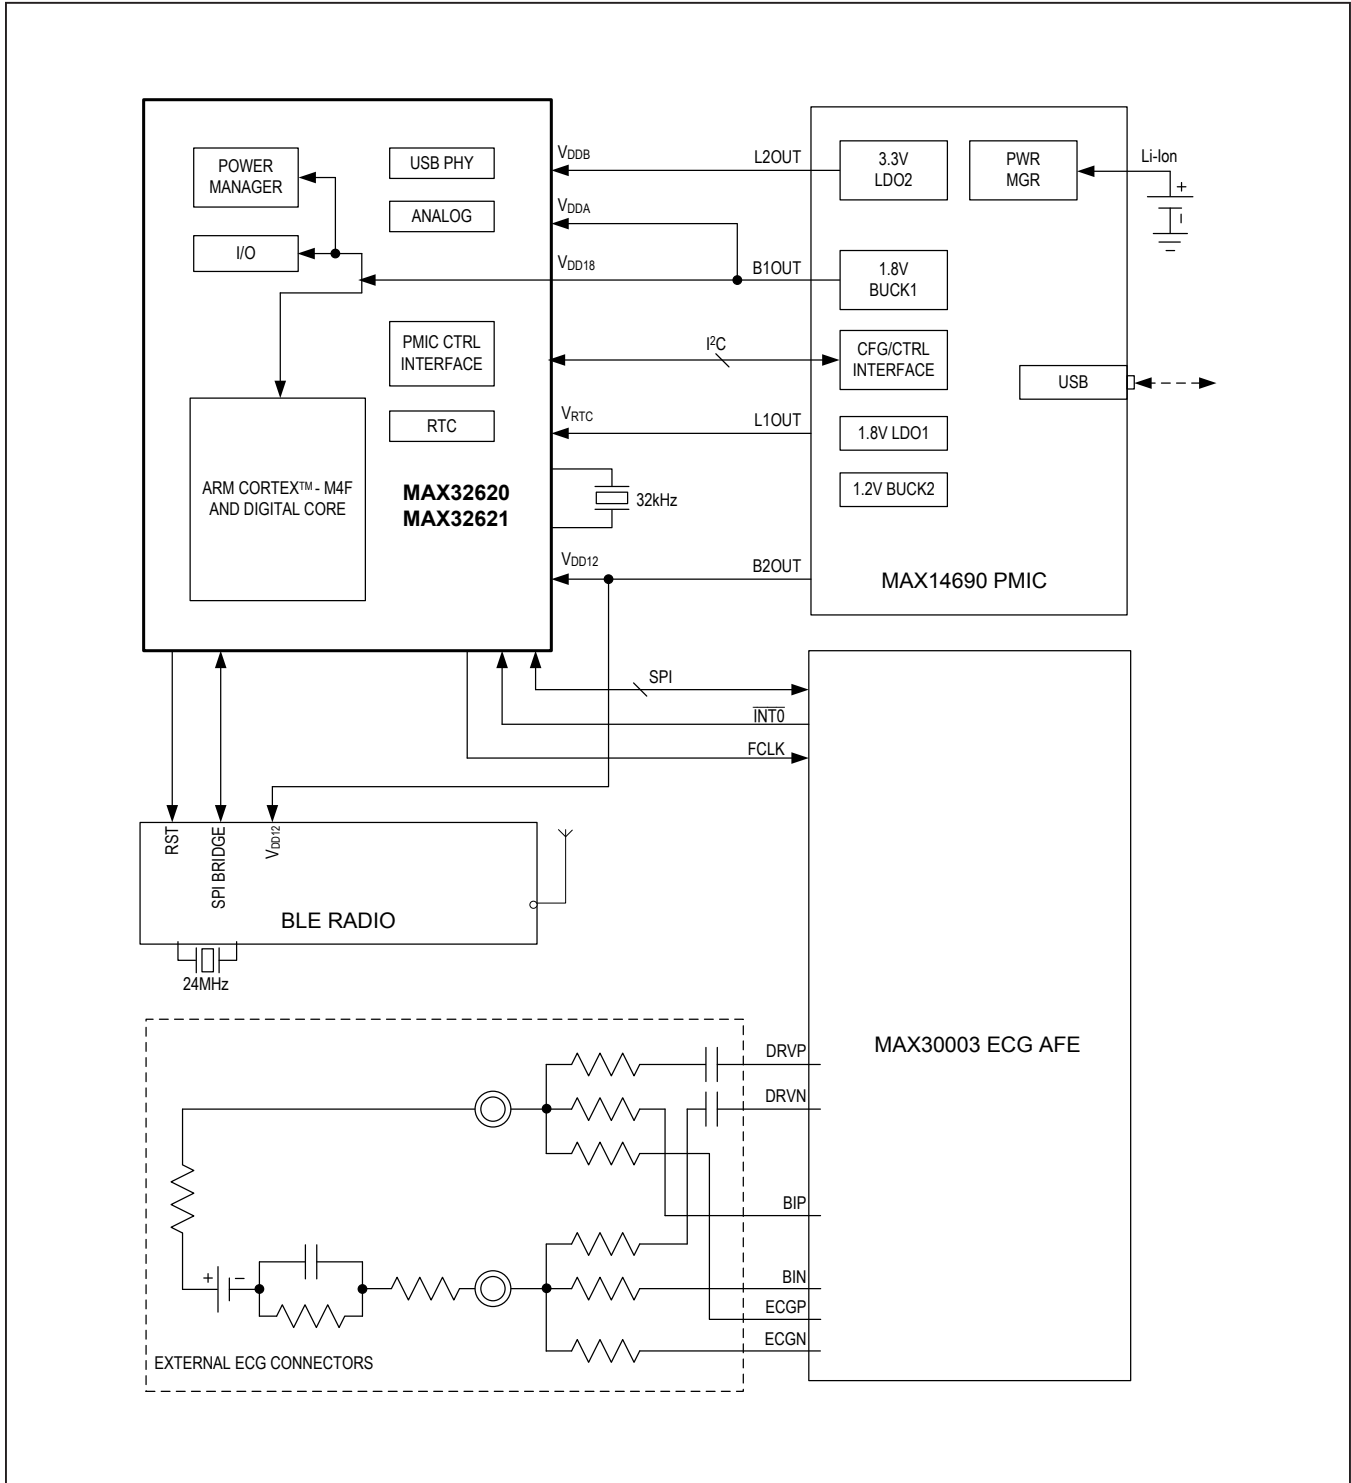 POWER
MANAGER
USB PHY
ANALOG
I/O
PMIC CTRL
INTERFACE
RTC
ARM CORTEX™ - M4F
AND DIGITAL CORE
MAX32620
MAX32621
VDDB
VDDA
VDD18
I²C
VRTC
32kHz
VDD12
L2OUT
B1OUT
L1OUT
B2OUT
3.3V
LDO2
PWR
MGR
Li-Ion
+
–
1.8V
BUCK1
CFG/CTRL
INTERFACE
USB
1.8V LDO1
1.2V BUCK2
MAX14690 PMIC
SPI
INT0
FCLK
RST
SPI BRIDGE
VDD12
BLE RADIO
24MHz
MAX30003 ECG AFE
DRVP
DRVN
BIP
BIN
ECGP
ECGN
+ –
EXTERNAL ECG CONNECTORS